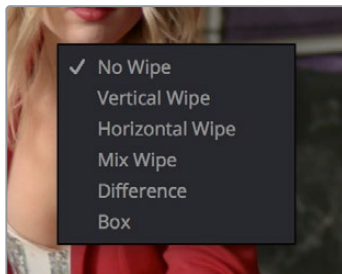 No Wipe
Vertical Wipe
Horizontal Wipe
Mix Wipe
Difference
Box